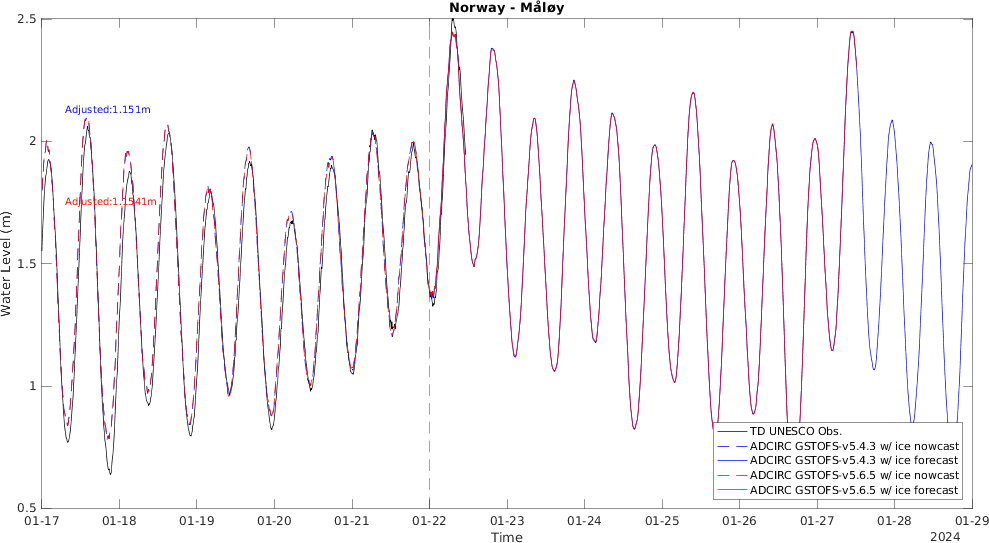 Norway - Måløy
Water Level (m)
2.5
2
1.5
1
0.5
Adjusted:1.151m
Adjusted:1.1541m
TD UNESCO Obs.
ADCIRC GSTOFS-v5.4.3 w/ ice nowcast
ADCIRC GSTOFS-v5.4.3 w/ ice forecast
ADCIRC GSTOFS-v5.6.5 w/ ice nowcast
ADCIRC GSTOFS-v5.6.5 w/ ice forecast
01-17 01-18 01-19 01-20 01-21 01-22 01-23 01-24 01-25 01-26 01-27 01-28 01-29
Time
2024